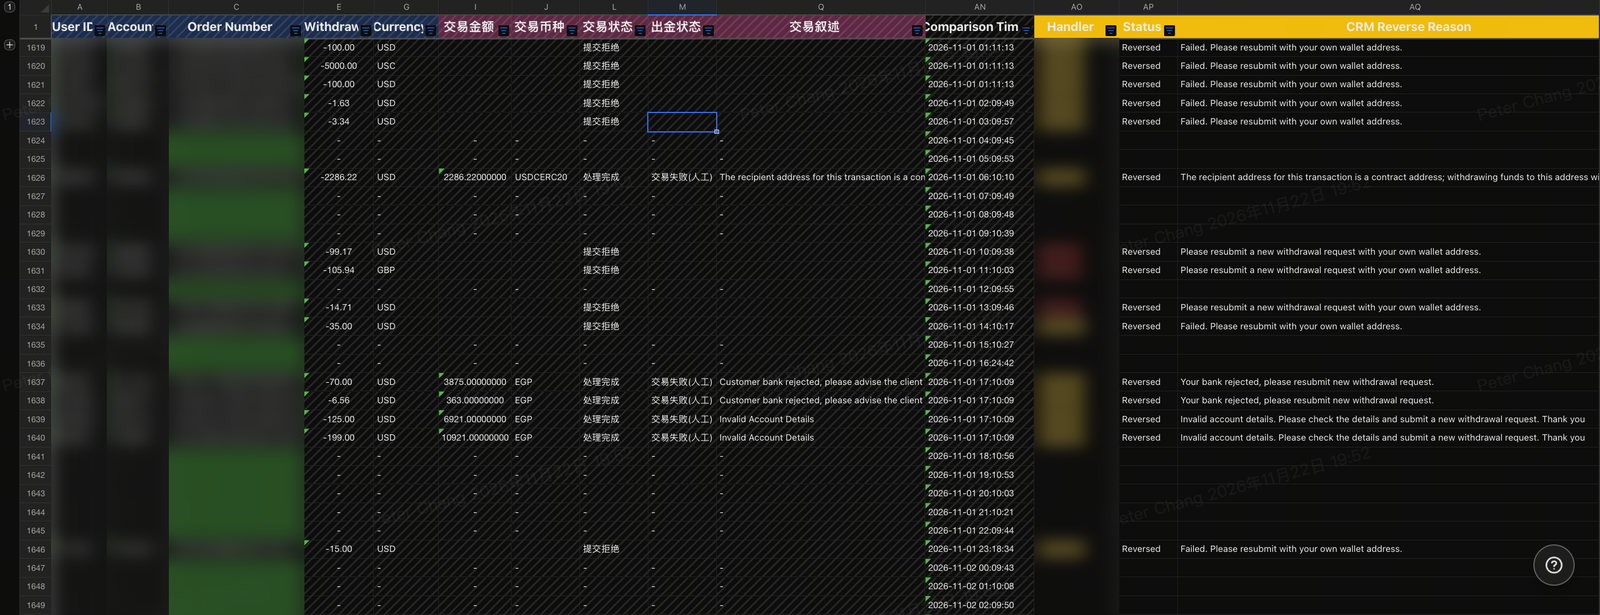 A B C E G I J L M Q AN AO AP AQ
1 User ID Account Order Number Withdraw Currency 交易金额 交易币种 交易状态 出金状态 交易叙述 Comparison Tim Handler Status CRM Reverse Reason
1619 -100.00 USD 提交拒绝 2026-11-01 01:11:13 Reversed Failed. Please resubmit with your own wallet address.
1620 -5000.00 USC 提交拒绝 2026-11-01 01:11:13 Reversed Failed. Please resubmit with your own wallet address.
1621 -100.00 USD 提交拒绝 2026-11-01 01:11:13 Reversed Failed. Please resubmit with your own wallet address.
1622 -1.63 USD 提交拒绝 2026-11-01 02:09:49 Reversed Failed. Please resubmit with your own wallet address.
1623 -3.34 USD 提交拒绝 2026-11-01 03:09:57 Reversed Failed. Please resubmit with your own wallet address.
1624 - - - - - - - 2026-11-01 04:09:45
1625 - - - - - - - 2026-11-01 05:09:53
1626 -2286.22 USD 2286.22000000 USDCERC20 处理完成 交易失败(人工) The recipient address for this transaction is a con 2026-11-01 06:10:10 Reversed The recipient address for this transaction is a contract address; withdrawing funds to this address wi
1627 - - - - - - - 2026-11-01 07:09:49
1628 - - - - - - - 2026-11-01 08:09:48
1629 - - - - - - - 2026-11-01 09:10:39
1630 -99.17 USD 提交拒绝 2026-11-01 10:09:38 Reversed Please resubmit a new withdrawal request with your own wallet address.
1631 -105.94 GBP 提交拒绝 2026-11-01 11:10:03 Reversed Please resubmit a new withdrawal request with your own wallet address.
1632 - - - - - - - 2026-11-01 12:09:55
1633 -14.71 USD 提交拒绝 2026-11-01 13:09:46 Reversed Please resubmit a new withdrawal request with your own wallet address.
1634 -35.00 USD 提交拒绝 2026-11-01 14:10:17 Reversed Failed. Please resubmit with your own wallet address.
1635 - - - - - - - 2026-11-01 15:10:27
1636 - - - - - - - 2026-11-01 16:24:42
1637 -70.00 USD 3875.00000000 EGP 处理完成 交易失败(人工) Customer bank rejected, please advise the client 2026-11-01 17:10:09 Reversed Your bank rejected, please resubmit new withdrawal request.
1638 -6.56 USD 363.00000000 EGP 处理完成 交易失败(人工) Customer bank rejected, please advise the client 2026-11-01 17:10:09 Reversed Your bank rejected, please resubmit new withdrawal request.
1639 -125.00 USD 6921.00000000 EGP 处理完成 交易失败(人工) Invalid Account Details 2026-11-01 17:10:09 Reversed Invalid account details. Please check the details and submit a new withdrawal request. Thank you
1640 -199.00 USD 10921.00000000 EGP 处理完成 交易失败(人工) Invalid Account Details 2026-11-01 17:10:09 Reversed Invalid account details. Please check the details and submit a new withdrawal request. Thank you
1641 - - - - - - - 2026-11-01 18:10:56
1642 - - - - - - - 2026-11-01 19:10:53
1643 - - - - - - - 2026-11-01 20:10:03
1644 - - - - - - - 2026-11-01 21:10:21
1645 - - - - - - - 2026-11-01 22:09:44
1646 -15.00 USD 提交拒绝 2026-11-01 23:18:34 Reversed Failed. Please resubmit with your own wallet address.
1647 - - - - - - - 2026-11-02 00:09:43
1648 - - - - - - - 2026-11-02 01:10:08
1649 - - - - - - - 2026-11-02 02:09:50
Peter Chang 2026年11月22日 19:52